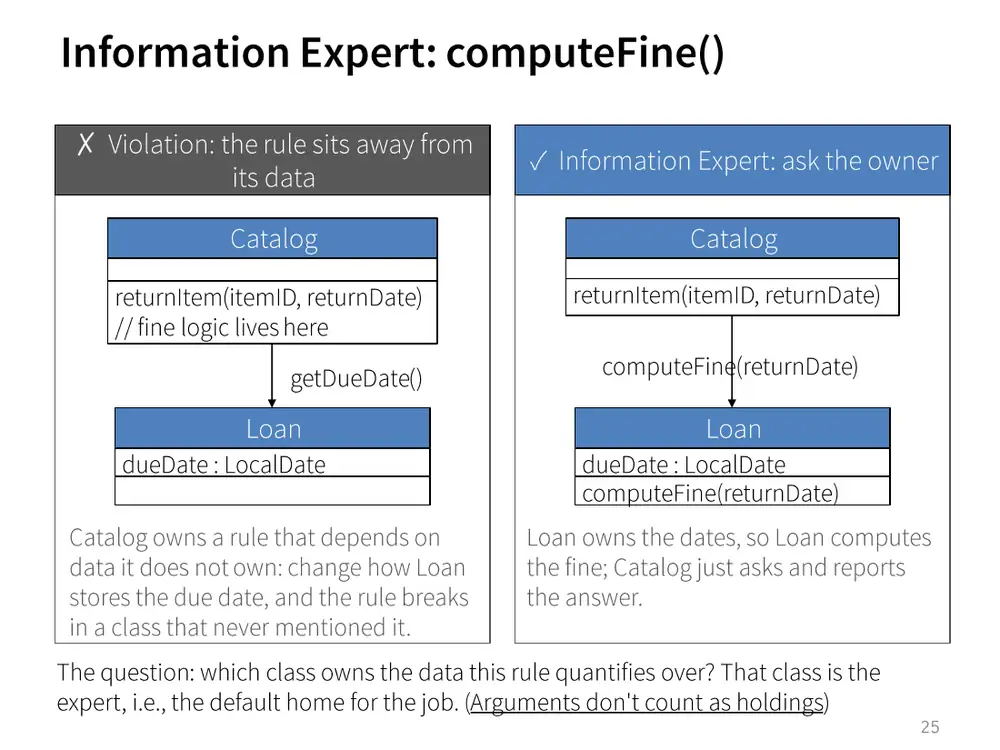 Information Expert: computeFine()
✗ Violation: the rule sits away from
its data
Catalog
returnItem(itemID, returnDate)
// fine logic lives here
getDueDate()
Loan
dueDate : LocalDate
Catalog owns a rule that depends on
data it does not own: change how Loan
stores the due date, and the rule breaks
in a class that never mentioned it.
✓ Information Expert: ask the owner
Catalog
returnItem(itemID, returnDate)
computeFine(returnDate)
Loan
dueDate : LocalDate
computeFine(returnDate)
Loan owns the dates, so Loan computes
the fine; Catalog just asks and reports
the answer.
The question: which class owns the data this rule quantifies over? That class is the
expert, i.e., the default home for the job. (Arguments don't count as holdings)
25